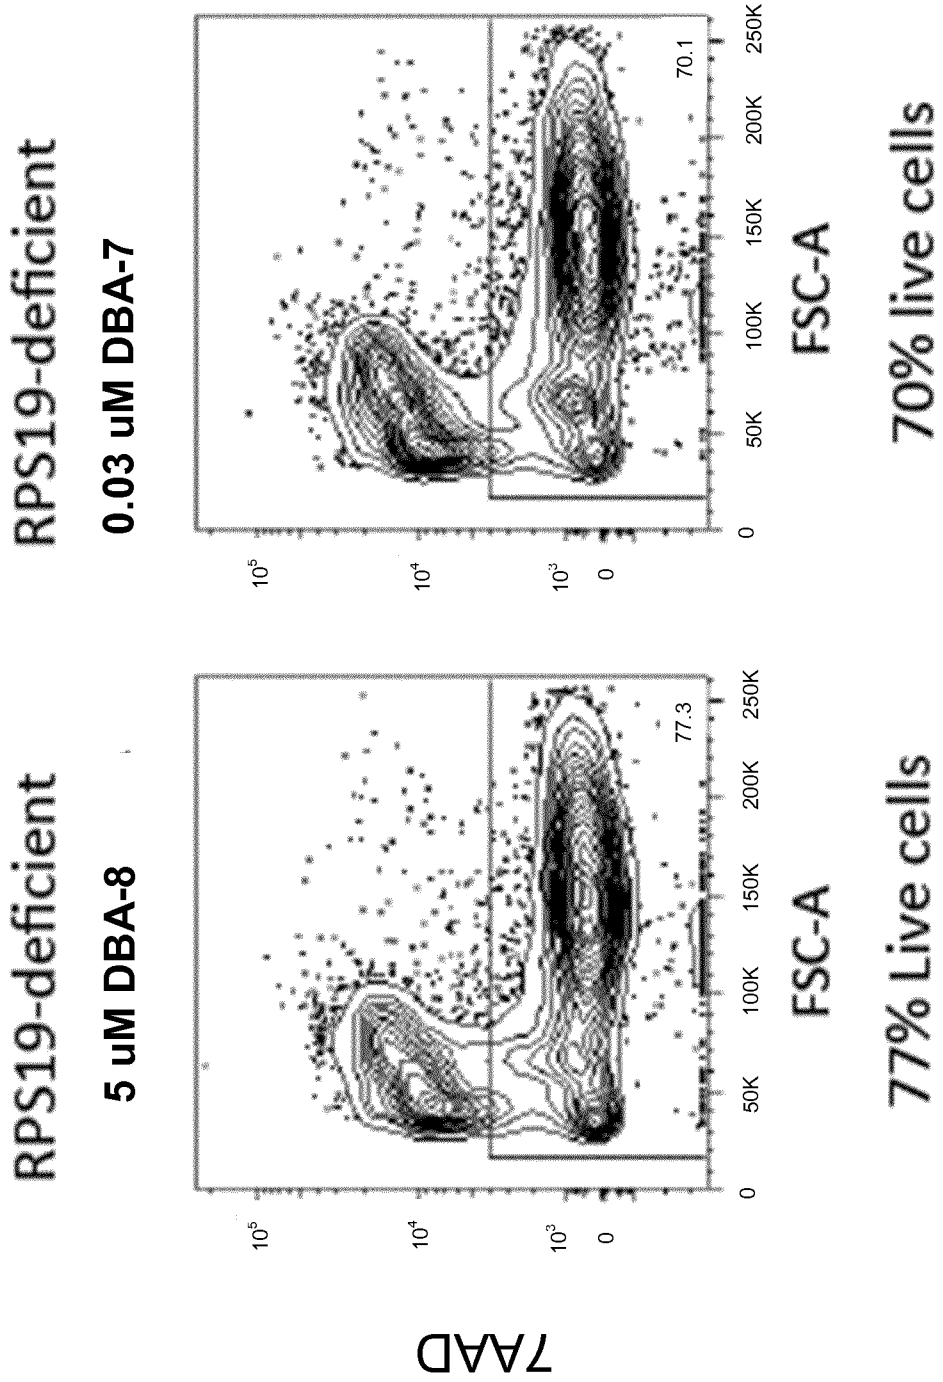 RPS19-deficient
5 uM DBA-8
10⁵
10⁴
10³
0
77.3
0
50K
100K
150K
200K
250K
FSC-A
77% Live cells
RPS19-deficient
0.03 uM DBA-7
10⁵
10⁴
10³
0
70.1
0
50K
100K
150K
200K
250K
FSC-A
70% live cells
7AAD